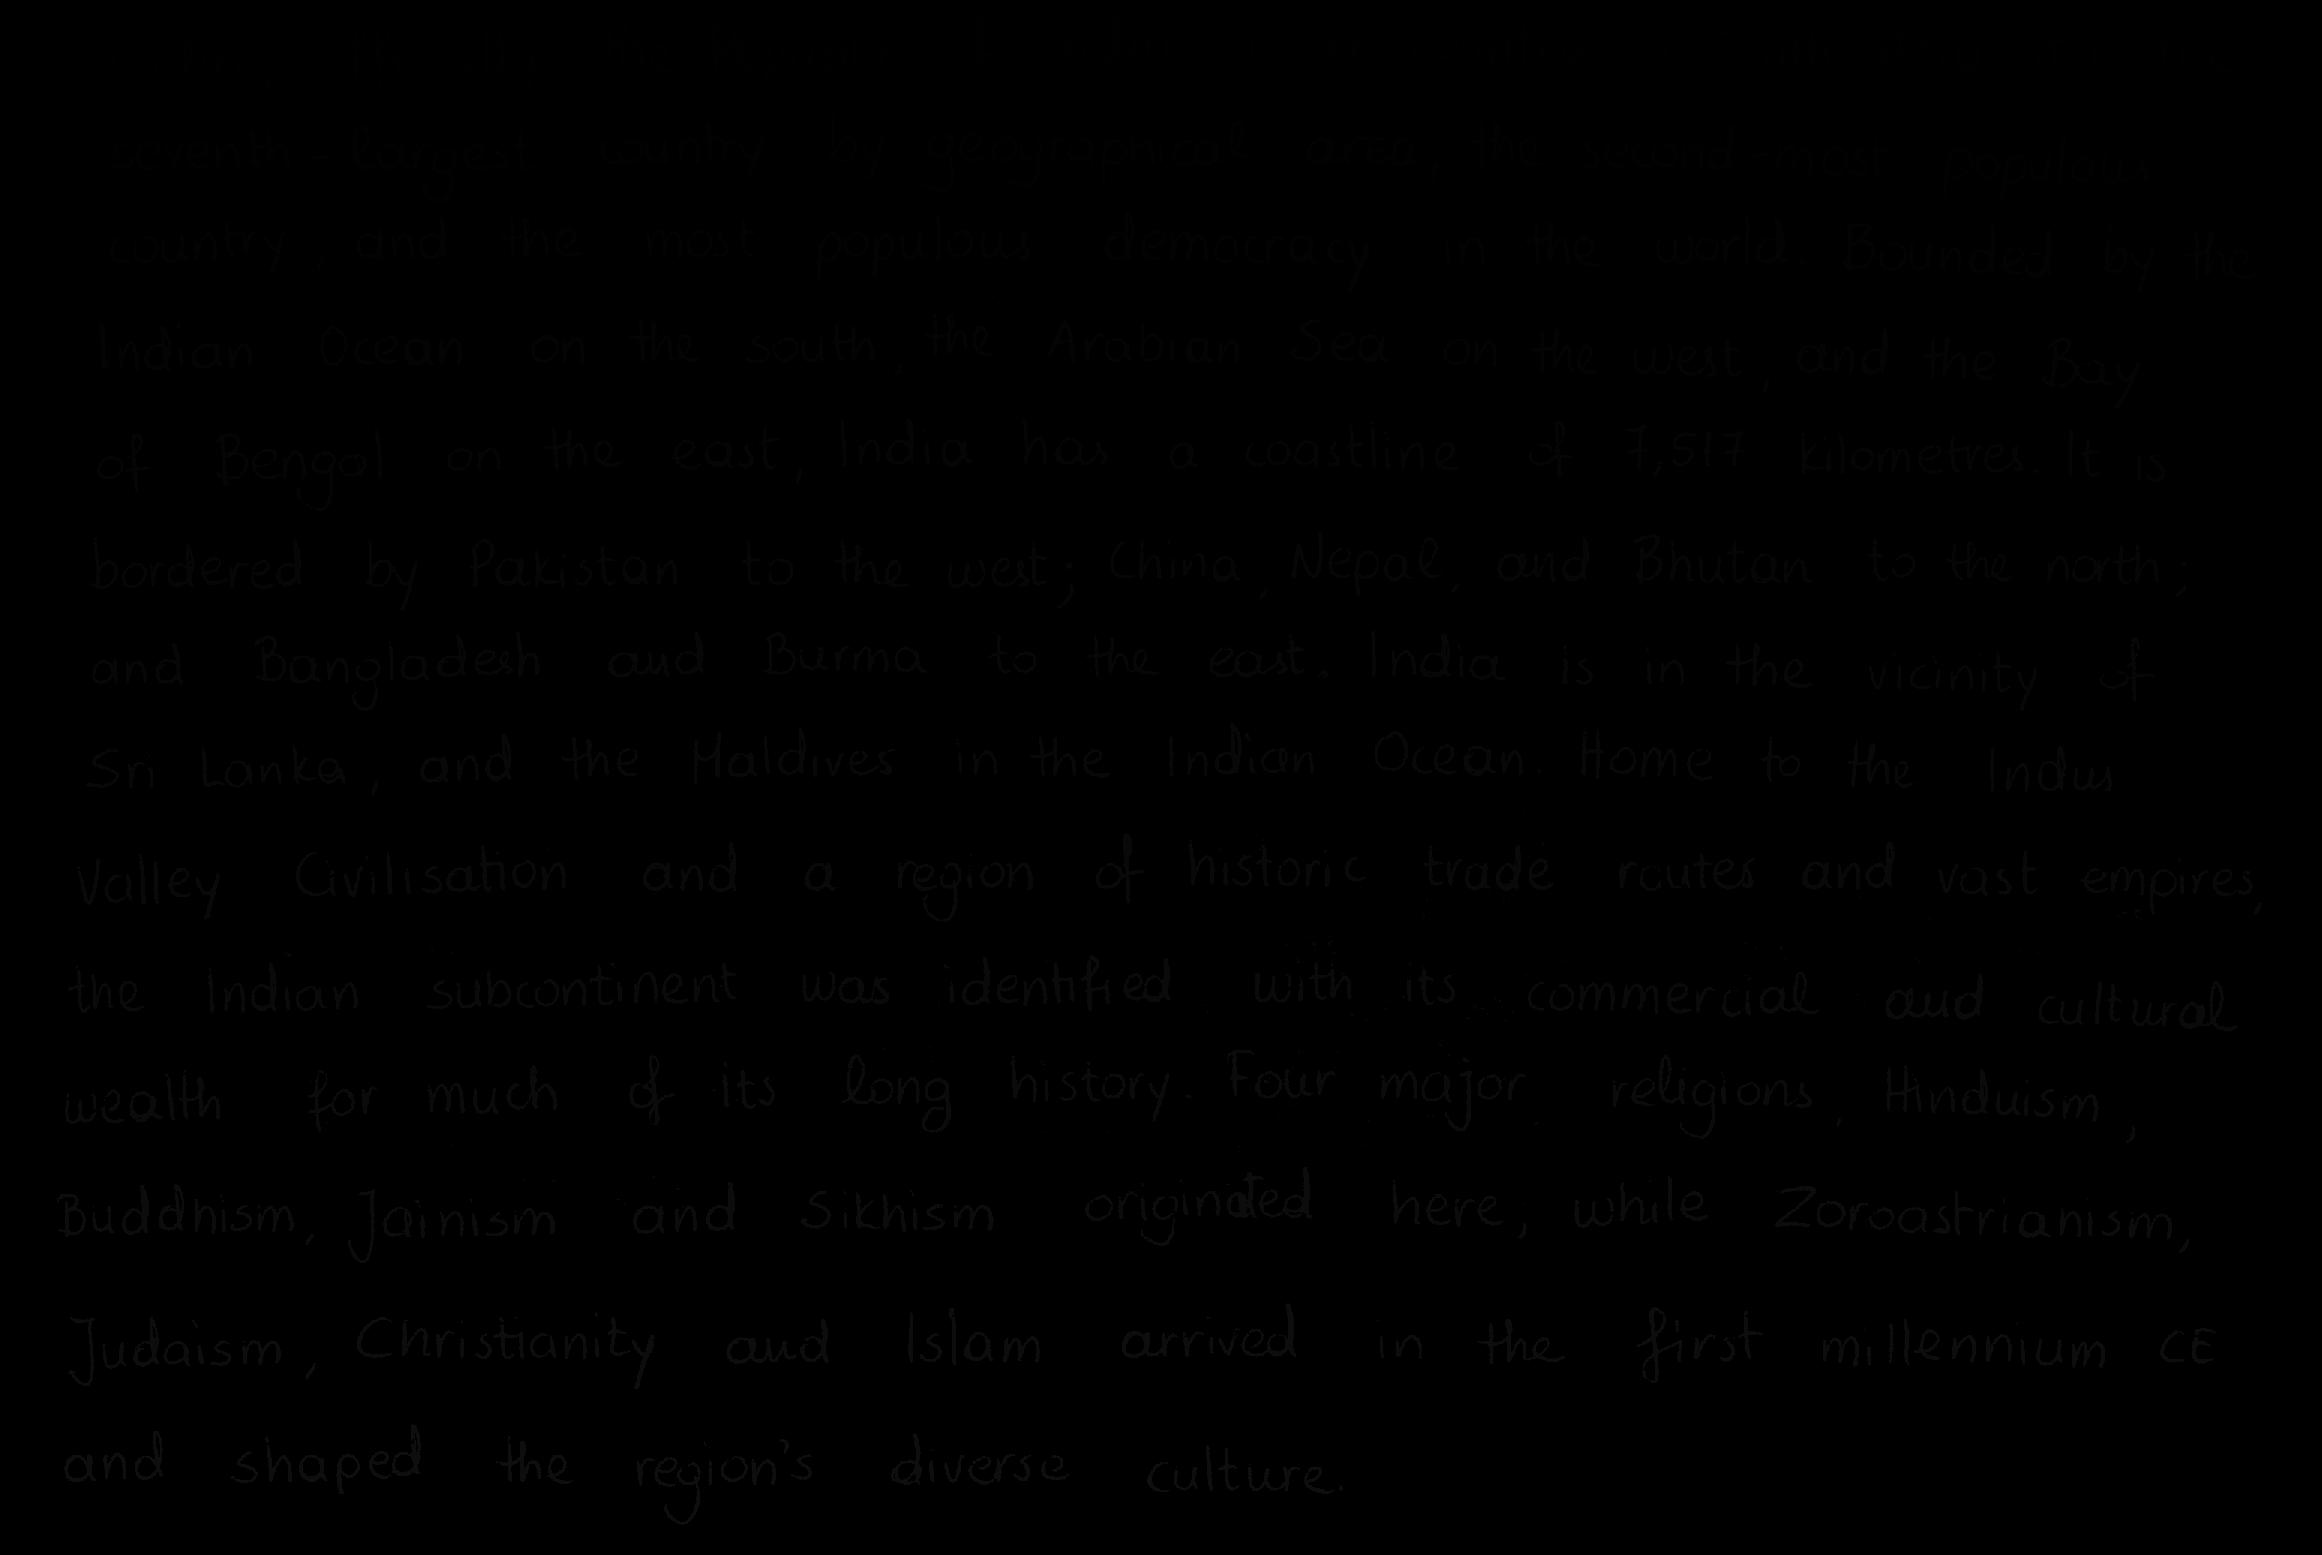 the
seventh-largest country by geographical area, the second-most populous
country, and the most populous democracy in the world. Bounded by the
Indian Ocean on the south, the Arabian Sea on the west, and the Bay
of Bengal on the east, India has a coastline of 7,517 kilometres. It is
bordered by Pakistan to the west; China, Nepal, and Bhutan to the north;
and Bangladesh and Burma to the east. India is in the vicinity of
Sri Lanka, and the Maldives in the Indian Ocean. Home to the Indus
Valley Civilisation and a region of historic trade routes and vast empires,
the Indian subcontinent was identified with its commercial and cultural
wealth for much of its long history. Four major religions, Hinduism,
Buddhism, Jainism and Sikhism originated here, while Zoroastrianism,
Judaism, Christianity and Islam arrived in the first millennium CE
and shaped the region's diverse culture.